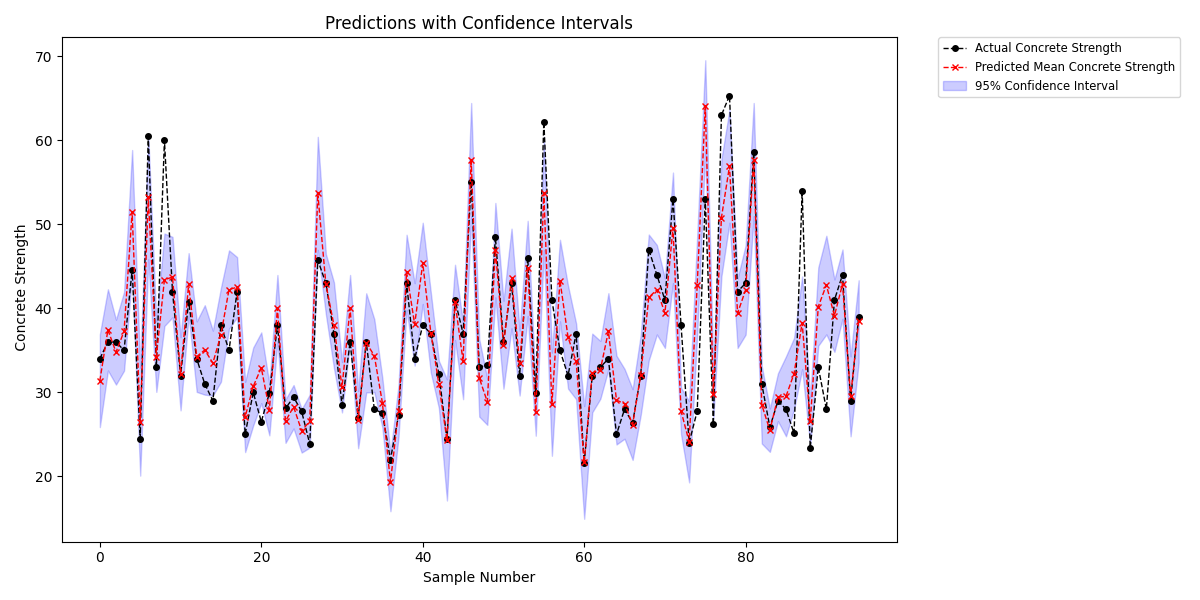 Predictions with Confidence Intervals
Actual Concrete Strength
Predicted Mean Concrete Strength
95% Confidence Interval
Concrete Strength
70
60
50
40
30
20
0
20
40
60
80
Sample Number